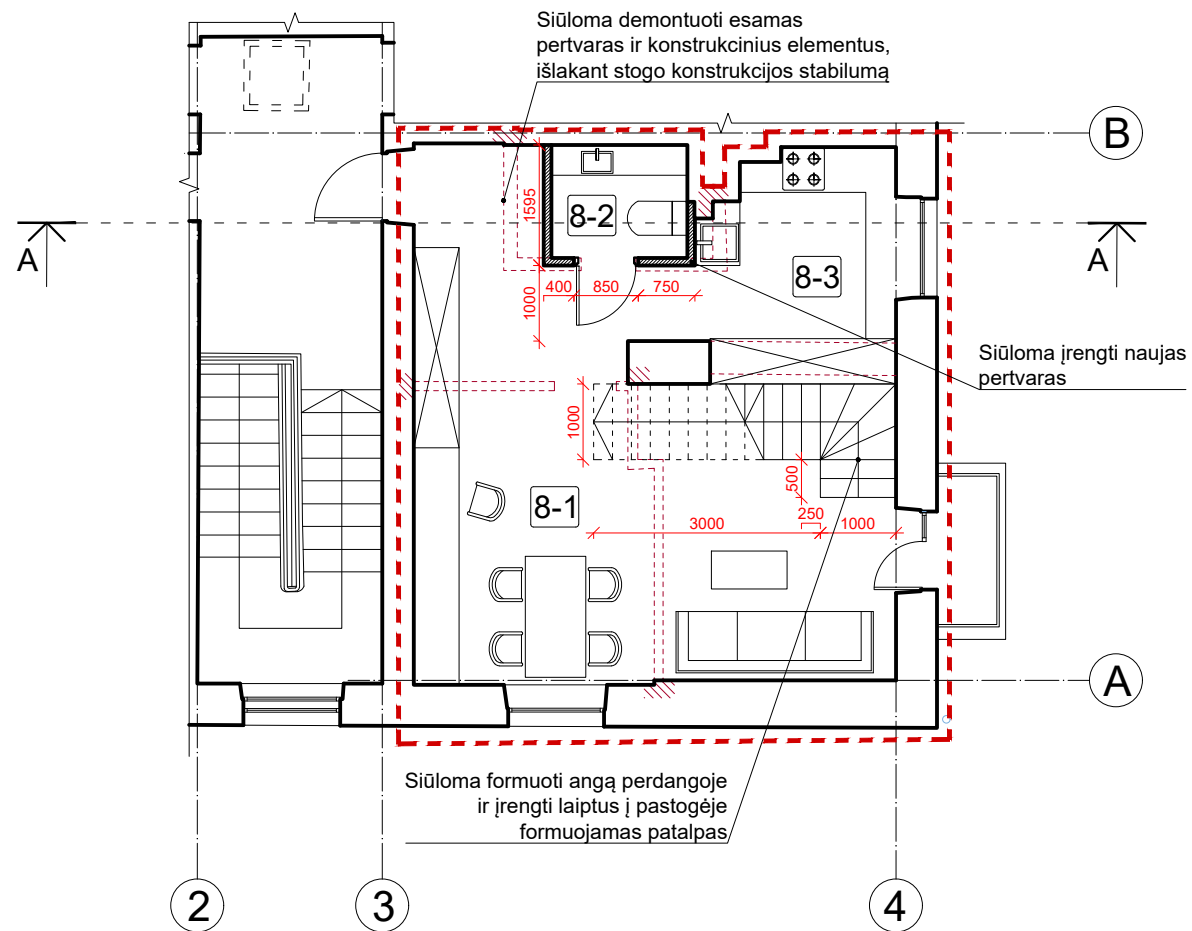 Siūloma demontuoti esamas
pertvaras ir konstrukcinius elementus,
išlakant stogo konstrukcijos stabilumą
B
A
A
1595
8-2
8-3
400
850
750
1000
Siūloma įrengti naujas
pertvaras
1000
500
8-1
3000
250
1000
A
Siūloma formuoti angą perdangoje
ir įrengti laiptus į pastogėje
formuojamas patalpas
2
3
4